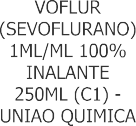 VOFLUR
(SEVOFLURANO)
1ML/ML 100%
INALANTE
250ML (C1) -
UNIAO QUIMICA